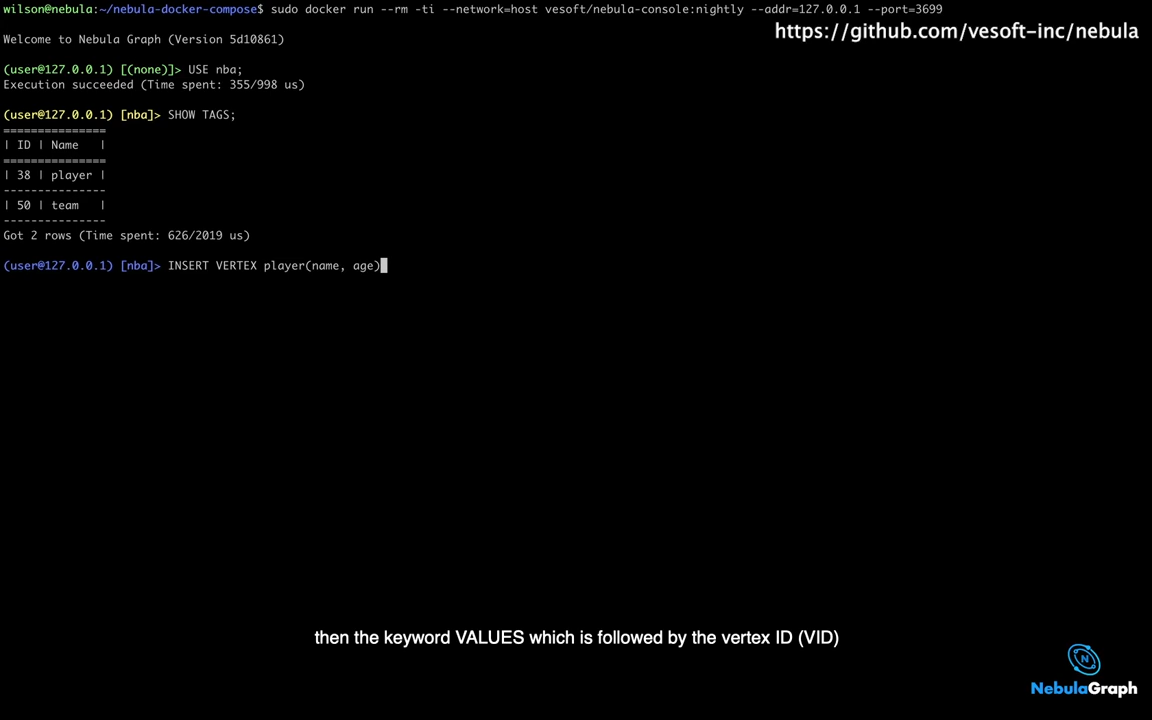 wilson@nebula:~/nebula-docker-compose$ sudo docker run --rm -ti --network=host vesoft/nebula-console:nightly --addr=127.0.0.1 --port=3699
https://github.com/vesoft-inc/nebula
Welcome to Nebula Graph (Version 5d10861)
(user@127.0.0.1) [(none)]> USE nba;
Execution succeeded (Time spent: 355/998 us)
(user@127.0.0.1) [nba]> SHOW TAGS;
===============
| ID | Name   |
===============
| 38 | player |
---------------
| 50 | team   |
---------------
Got 2 rows (Time spent: 626/2019 us)
(user@127.0.0.1) [nba]> INSERT VERTEX player(name, age)
then the keyword VALUES which is followed by the vertex ID (VID)
N
NebulaGraph